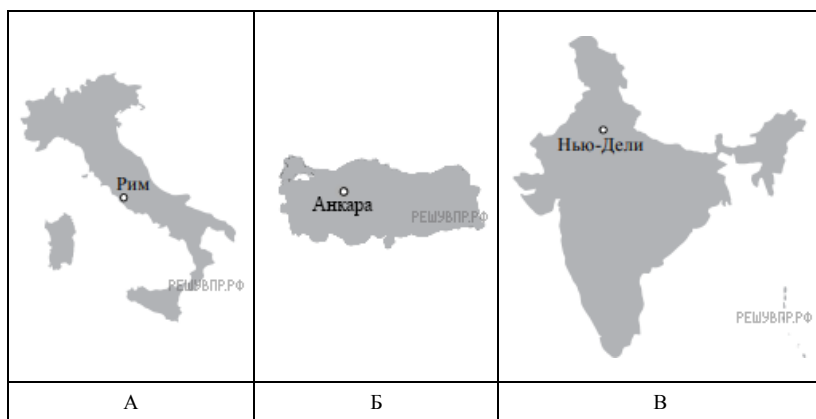 Рим
РЕШУВПР.РФ
Анкара
РЕШУВПР.РФ
Нью-Дели
РЕШУВПР.РФ
А
Б
В